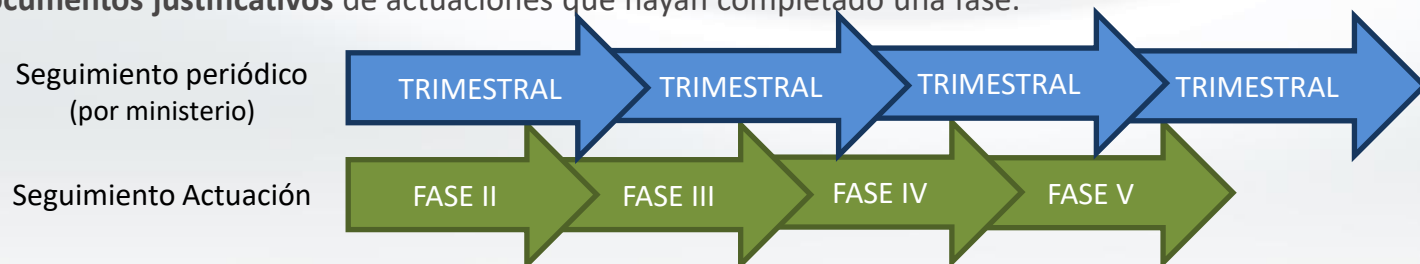 justificativos de actuaciones que hayan completado una fase.
Seguimiento periódico
(por ministerio)
TRIMESTRAL TRIMESTRAL TRIMESTRAL TRIMESTRAL
Seguimiento Actuación
FASE II FASE III FASE IV FASE V